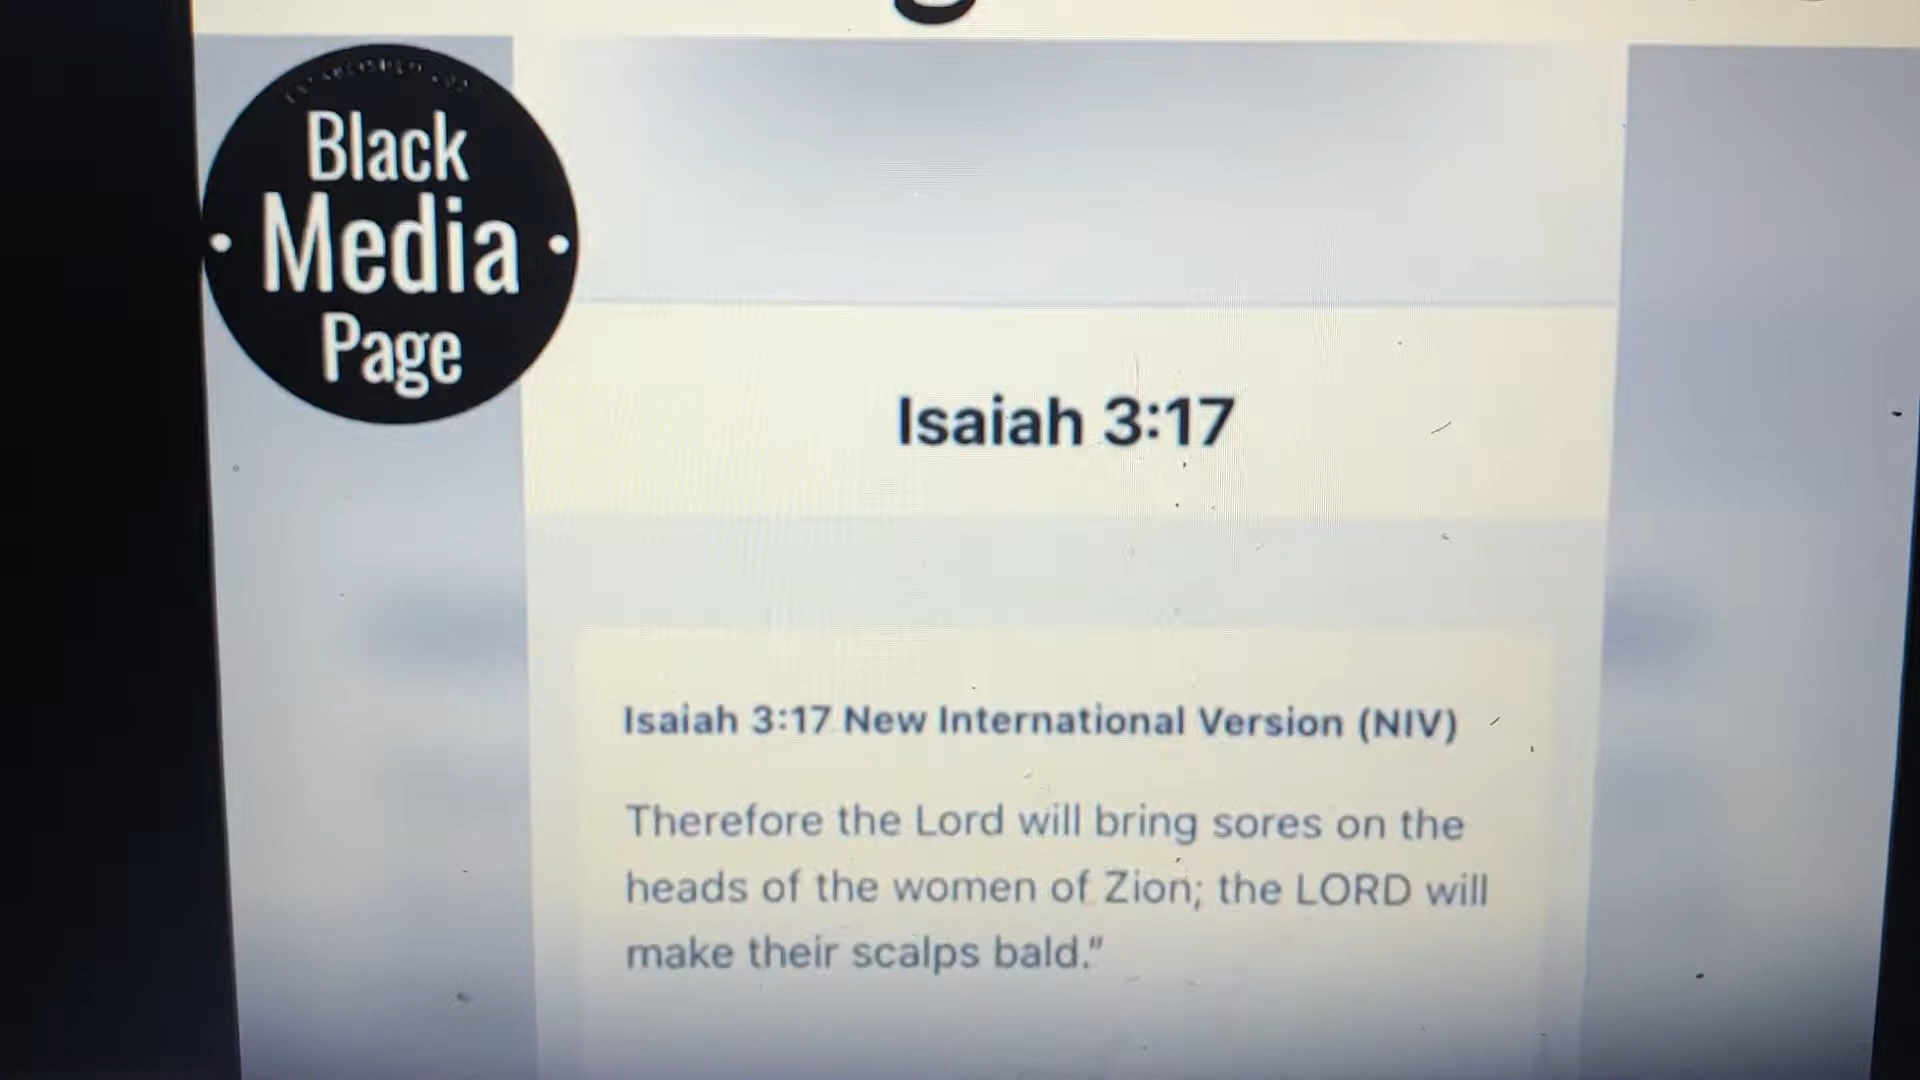 Black
Media
Page
Isaiah 3:17
Isaiah 3:17 New International Version (NIV)
Therefore the Lord will bring sores on the
heads of the women of Zion; the LORD will
make their scalps bald."